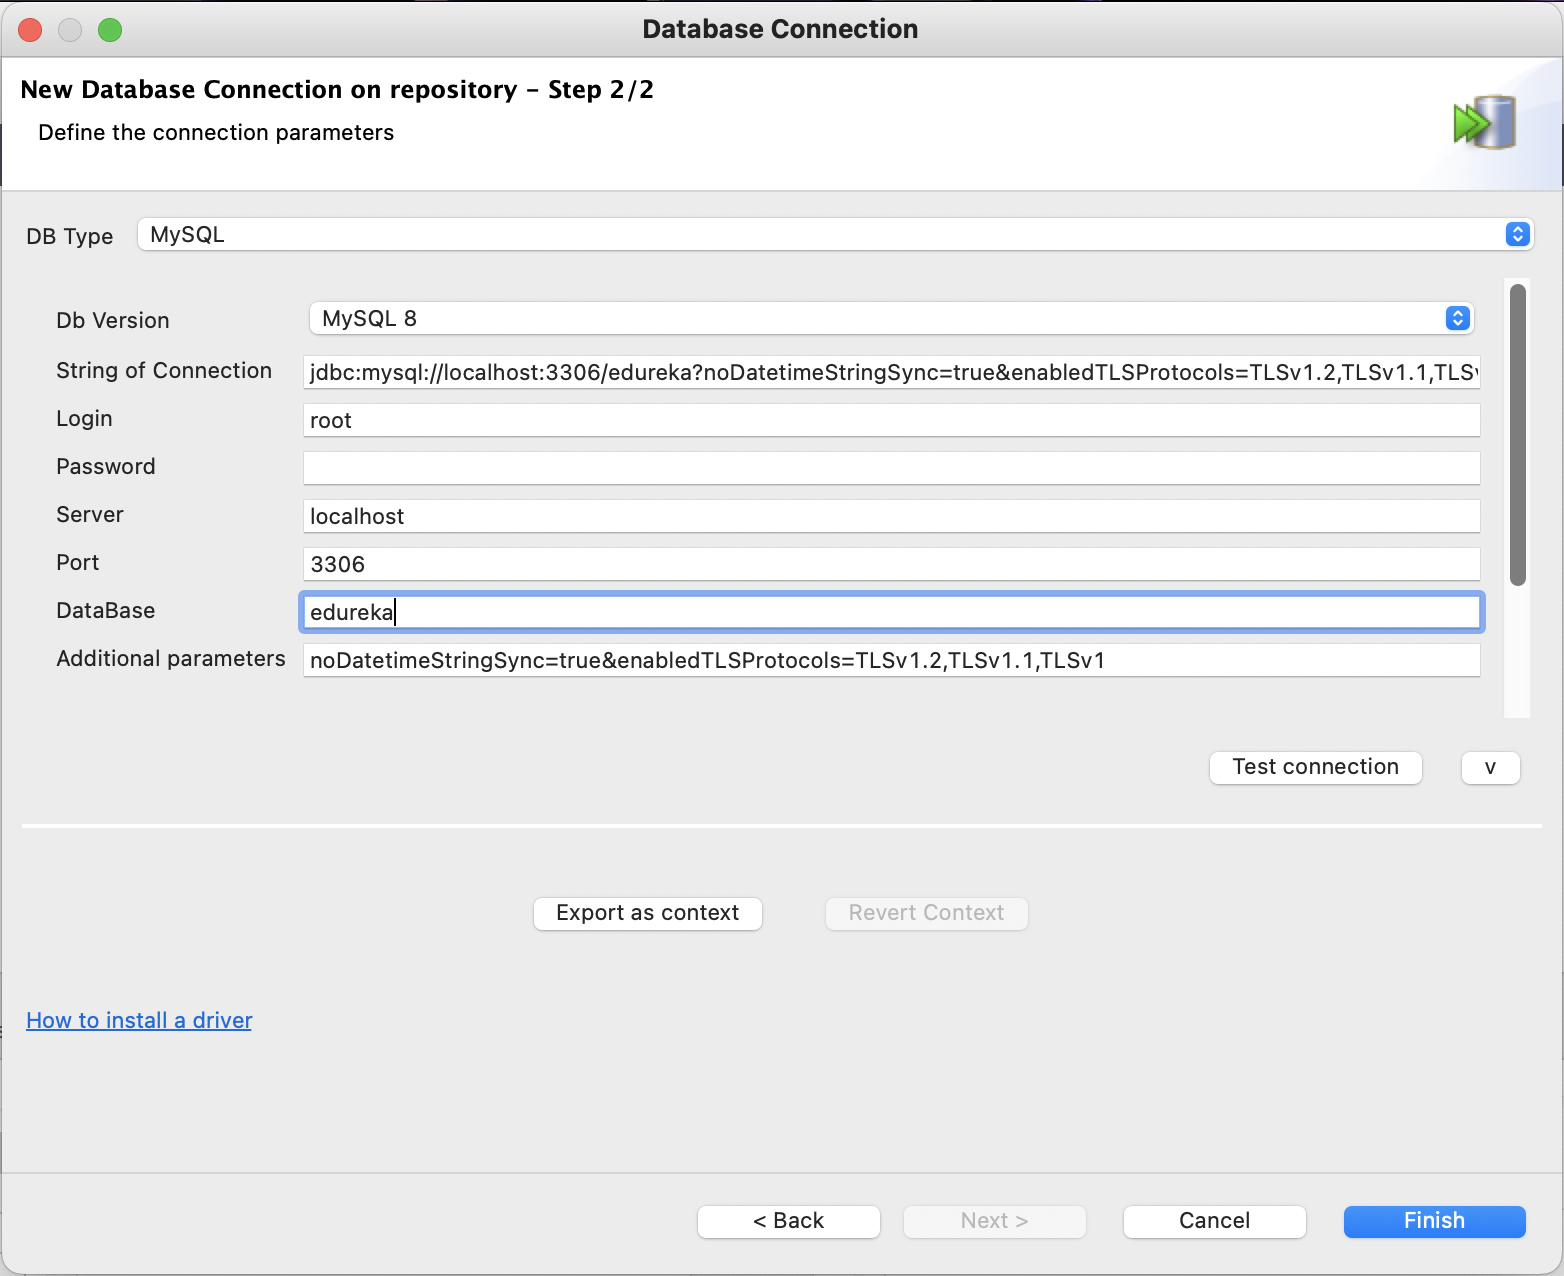 Database Connection
New Database Connection on repository - Step 2/2
Define the connection parameters
DB Type MySQL
Db Version MySQL 8
String of Connection jdbc:mysql://localhost:3306/edureka?noDatetimeStringSync=true&enabledTLSProtocols=TLSv1.2,TLSv1.1,TLSv
Login root
Password
Server localhost
Port 3306
DataBase edureka
Additional parameters noDatetimeStringSync=true&enabledTLSProtocols=TLSv1.2,TLSv1.1,TLSv1
Test connection v
Export as context Revert Context
How to install a driver
< Back Next > Cancel Finish